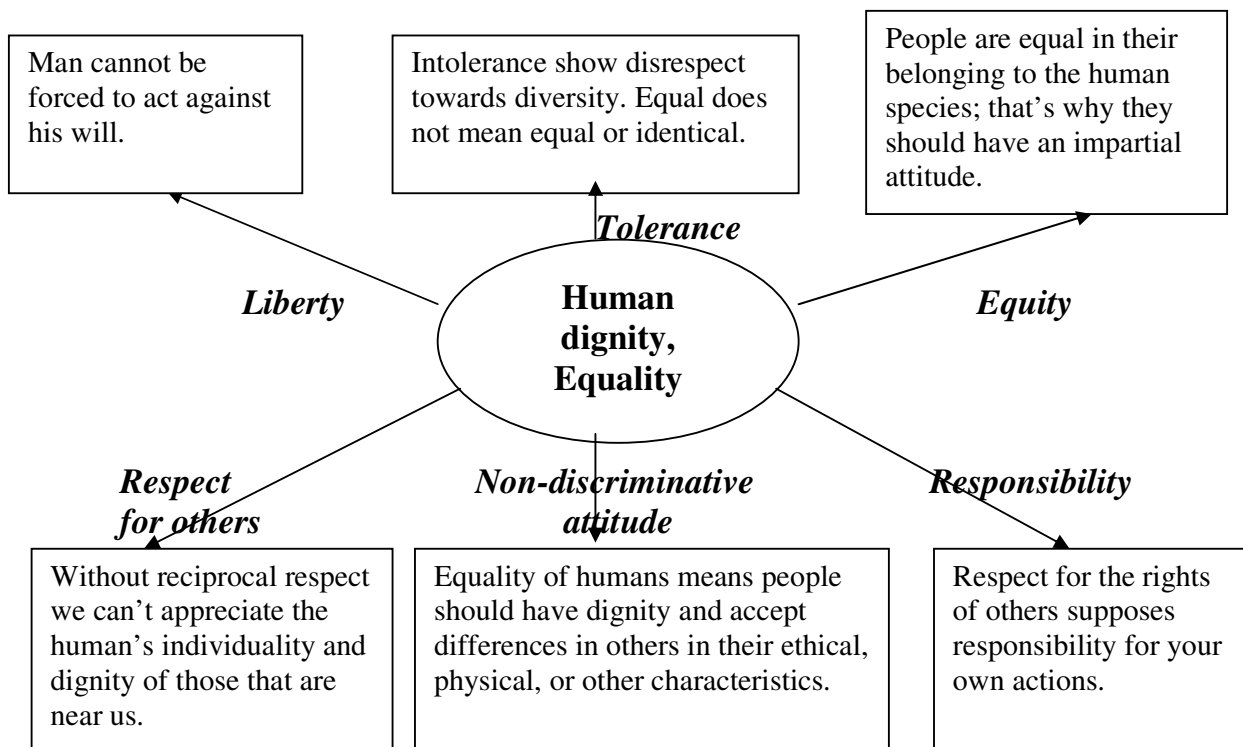 Man cannot be
forced to act against
his will.
Intolerance show disrespect
towards diversity. Equal does
not mean equal or identical.
People are equal in their
belonging to the human
species; that's why they
should have an impartial
attitude.
Tolerance
Liberty
Human
dignity,
Equality
Equity
Respect
for others
Non-discriminative
attitude
Responsibility
Without reciprocal respect
we can't appreciate the
human's individuality and
dignity of those that are
near us.
Equality of humans means people
should have dignity and accept
differences in others in their ethical,
physical, or other characteristics.
Respect for the rights
of others supposes
responsibility for your
own actions.